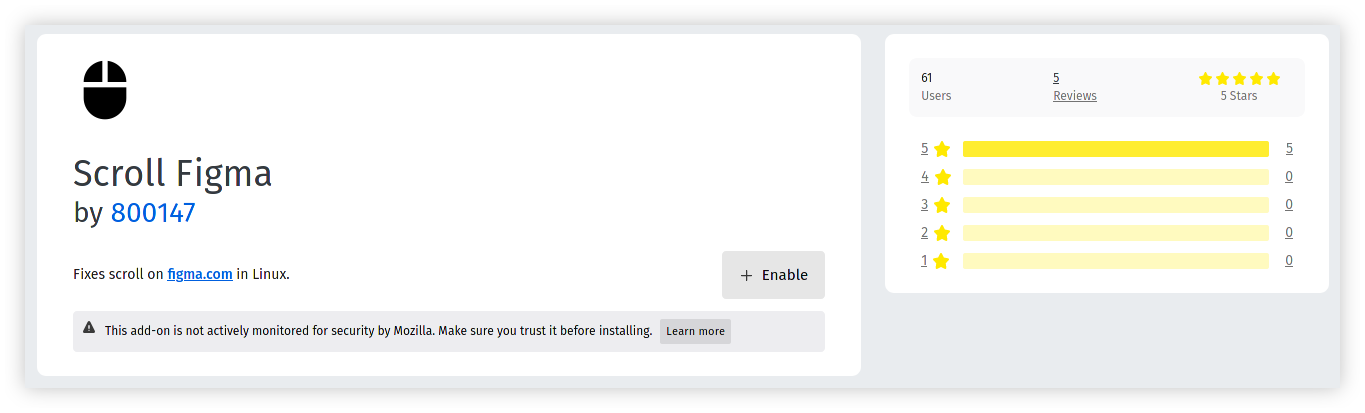 Scroll Figma
by 800147
Fixes scroll on figma.com in Linux.
+ Enable
This add-on is not actively monitored for security by Mozilla. Make sure you trust it before installing. Learn more
61
Users
5
Reviews
5 Stars
5 5
4 0
3 0
2 0
1 0